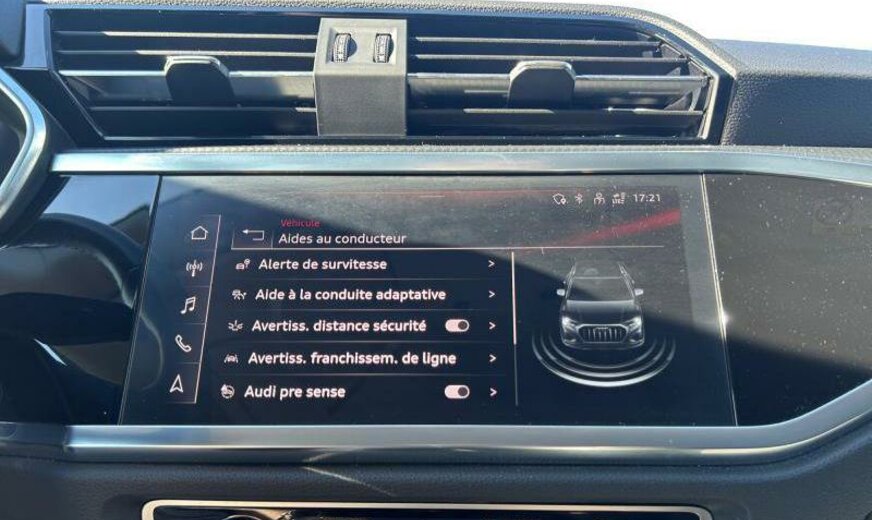 17:21
Véhicule
Aides au conducteur
Alerte de survitesse
Aide à la conduite adaptative
Avertiss. distance sécurité
Avertiss. franchissem. de ligne
Audi pre sense